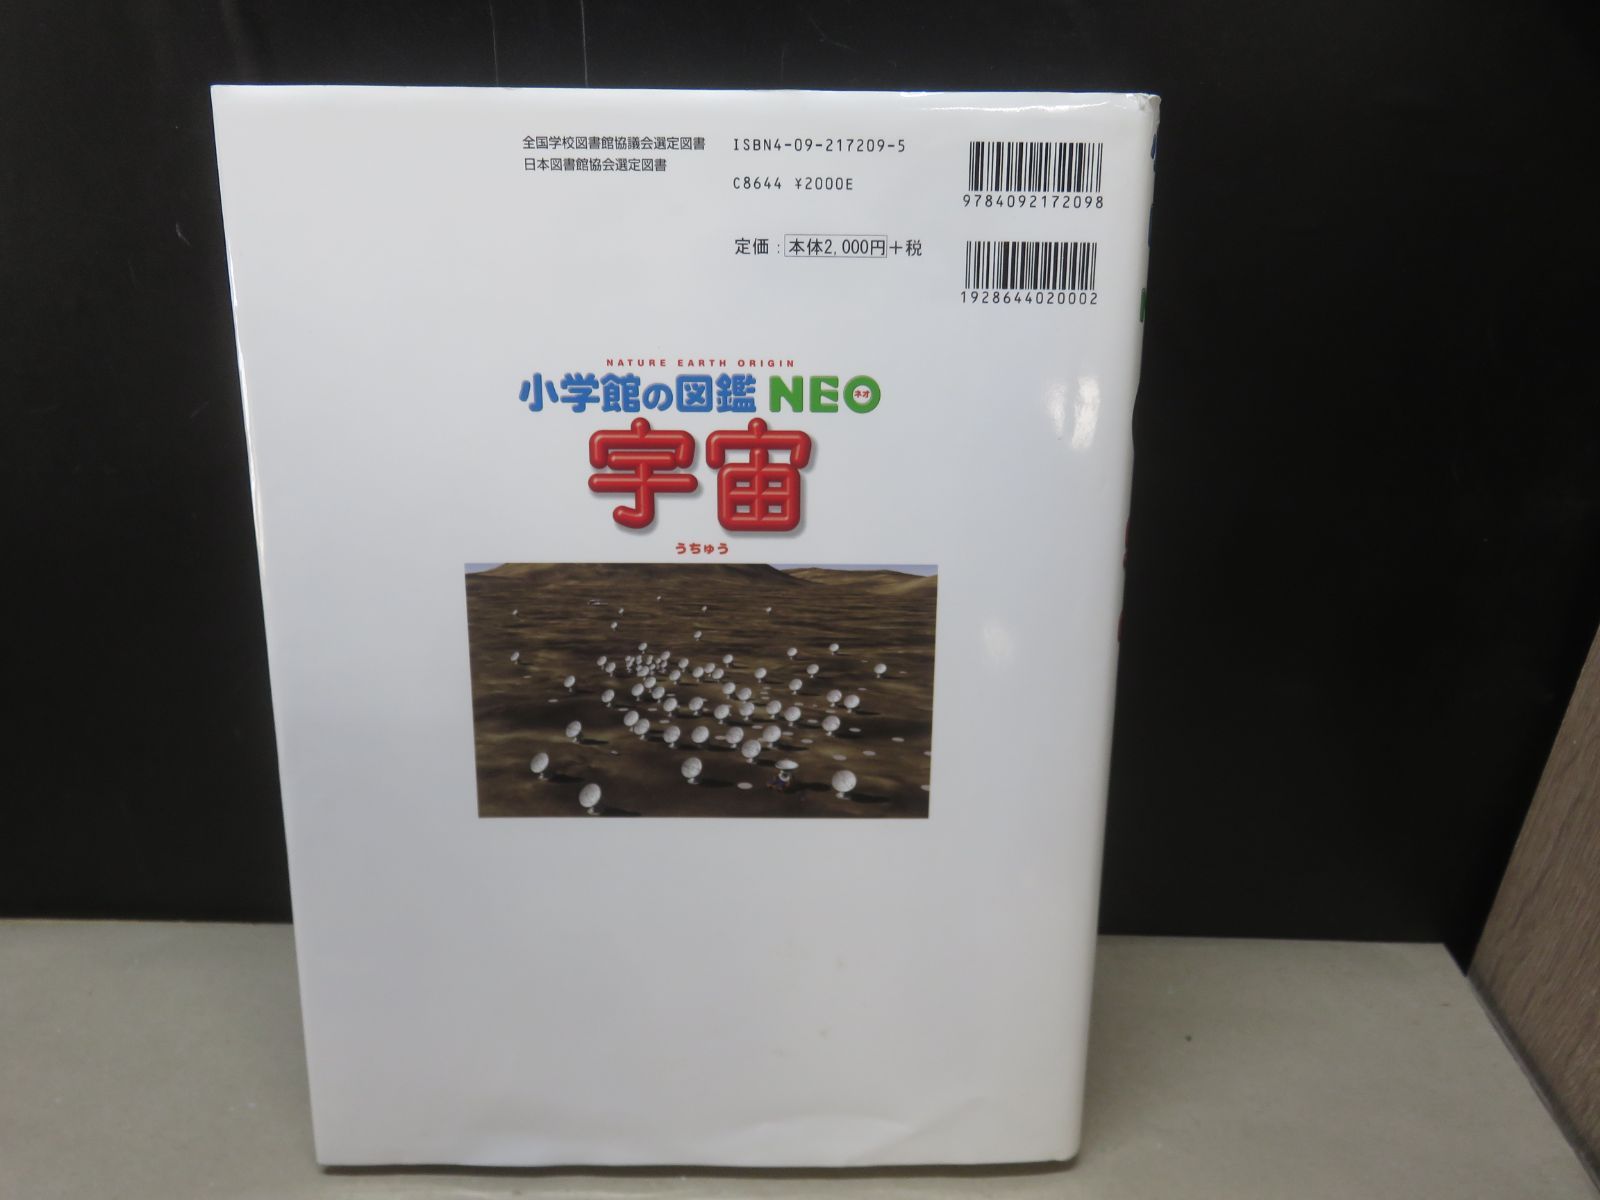 全国学校図書館協議会選定図書
日本図書館協会選定図書
ISBN4-09-217209-5
C8644 ¥2000E
定価：本体2,000円+税
9784092172098
1928644020002
NATURE EARTH ORIGIN
小学館の図鑑 NEO
ネオ
宇宙
うちゅう